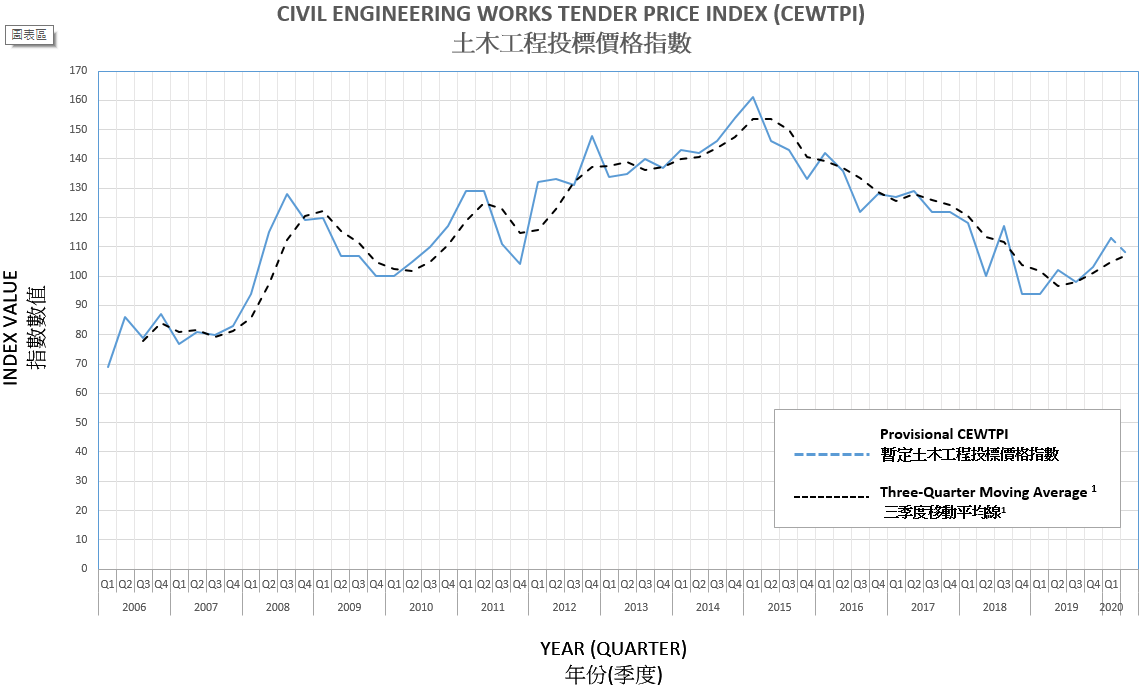 CIVIL ENGINEERING WORKS TENDER PRICE INDEX (CEWTPI)
土木工程投標價格指數
圖表區
170
160
150
140
130
120
110
100
90
80
70
60
50
40
30
20
10
0
INDEX VALUE
指數數值
Provisional CEWTPI
暫定土木工程投標價格指數
Three-Quarter Moving Average 1
三季度移動平均線1
Q1 Q2 Q3 Q4 Q1 Q2 Q3 Q4 Q1 Q2 Q3 Q4 Q1 Q2 Q3 Q4 Q1 Q2 Q3 Q4 Q1 Q2 Q3 Q4 Q1 Q2 Q3 Q4 Q1 Q2 Q3 Q4 Q1 Q2 Q3 Q4 Q1 Q2 Q3 Q4 Q1 Q2 Q3 Q4 Q1 Q2 Q3 Q4 Q1 Q2 Q3 Q4 Q1 Q2 Q3 Q4 Q1
2006 2007 2008 2009 2010 2011 2012 2013 2014 2015 2016 2017 2018 2019 2020
YEAR (QUARTER)
年份(季度)